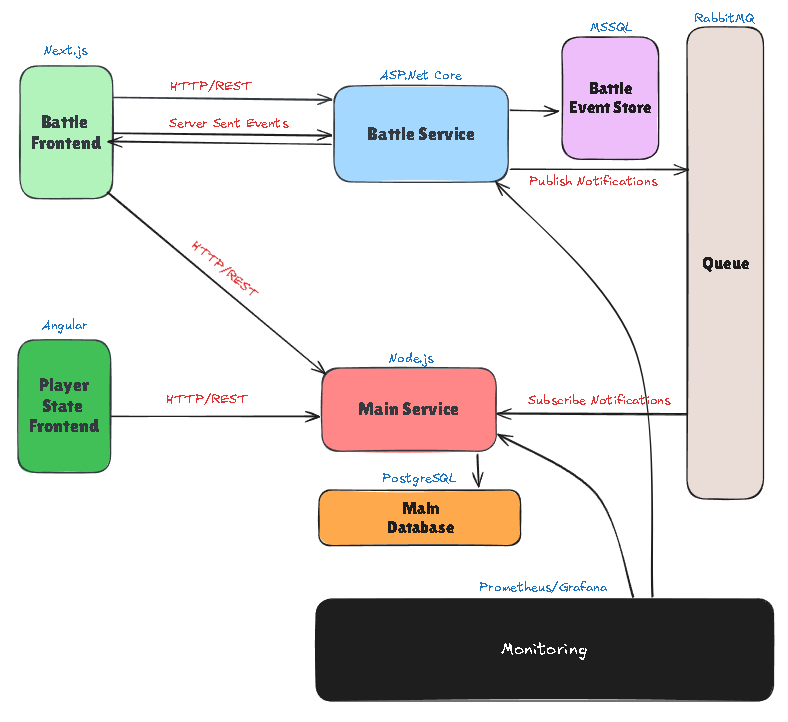 RabbitMQ
MSSQL
Next.js
ASP.Net Core
HTTP/REST
Battle
Event Store
Battle
Frontend
Server Sent Events
Battle Service
Publish Notifications
Queue
HTTP/REST
Angular
Node.js
Player
State
Frontend
HTTP/REST
Main Service
Subscribe Notifications
PostgreSQL
Main
Database
Prometheus/Grafana
Monitoring